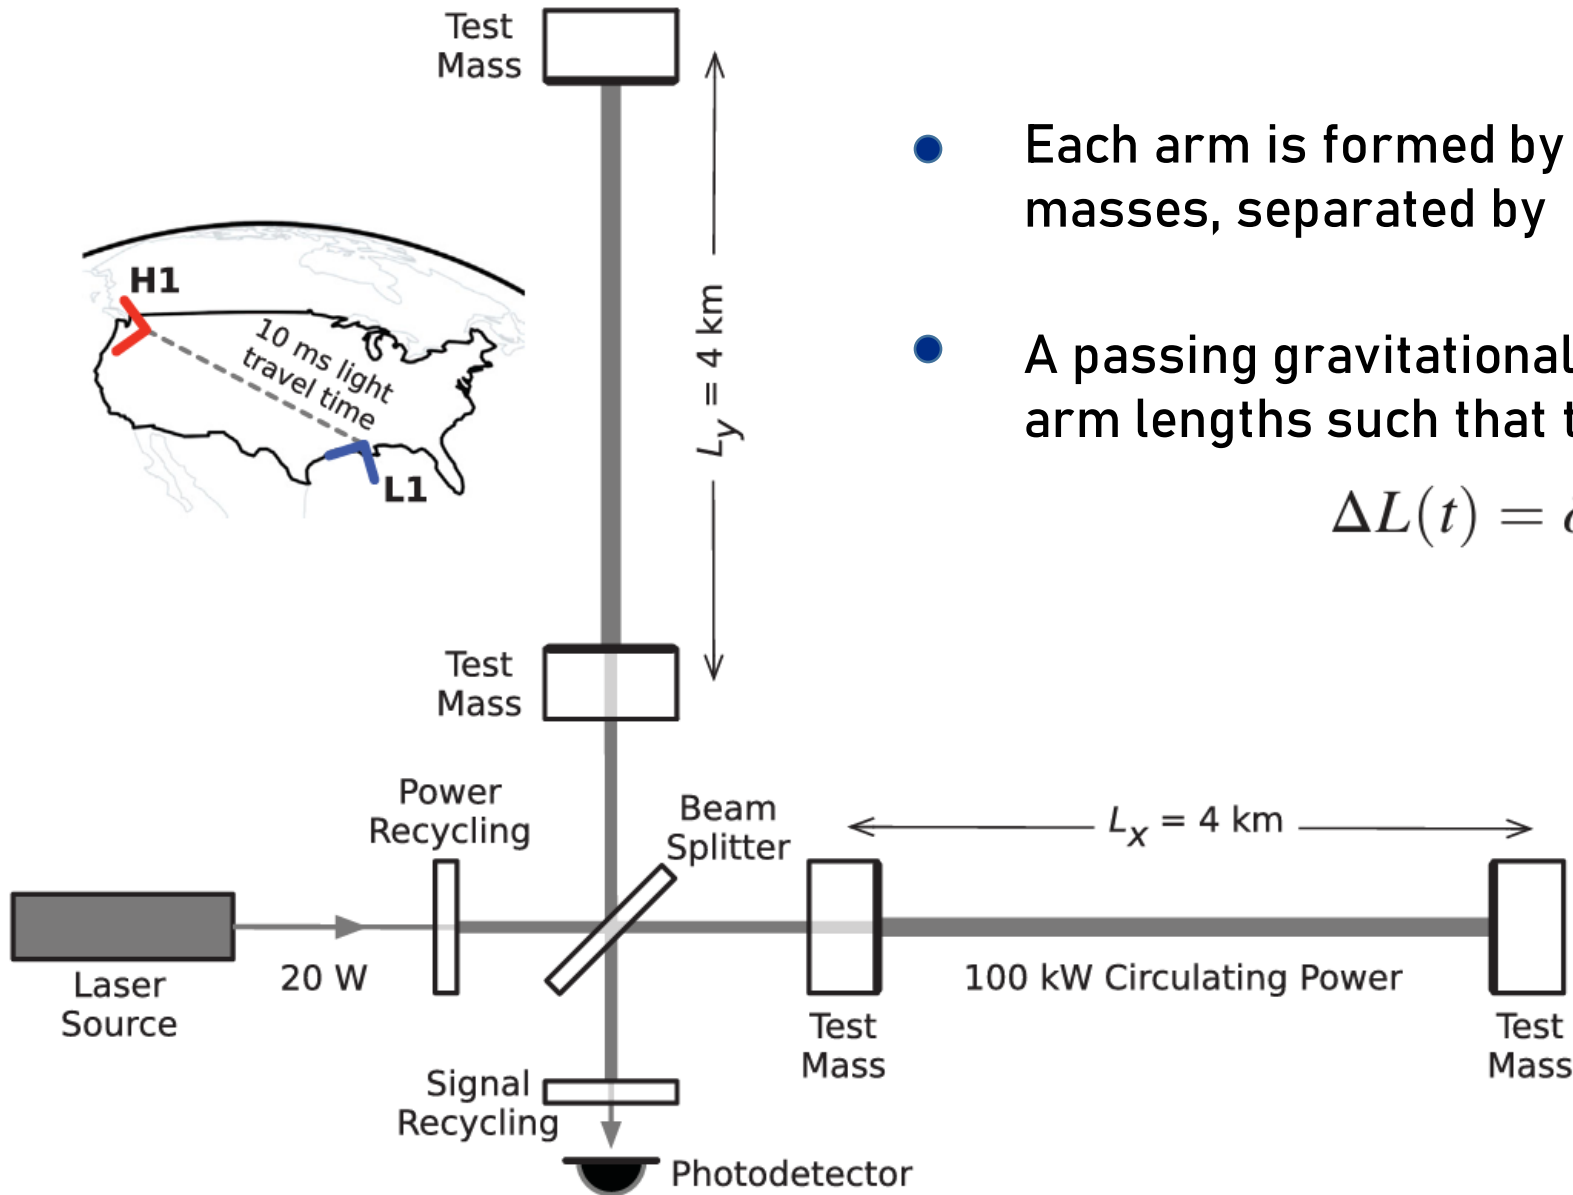 Test
Mass
Each arm is formed by
masses, separated by
H1
10 ms light
travel time
L1
L_y = 4 km
A passing gravitational
arm lengths such that t
ΔL(t) =
Test
Mass
Power
Recycling
Beam
Splitter
L_x = 4 km
Laser
Source
20 W
100 kW Circulating Power
Test
Mass
Test
Mass
Signal
Recycling
Photodetector